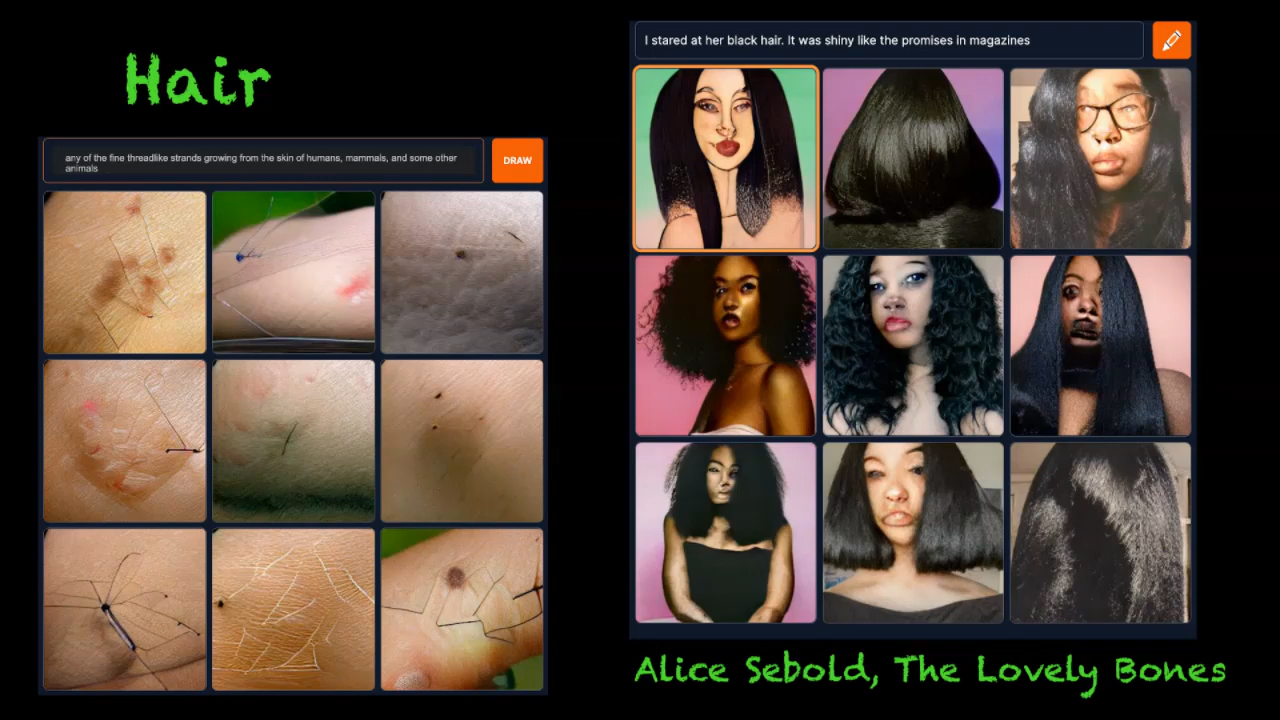 Hair
any of the fine threadlike strands growing from the skin of humans, mammals, and some other
animals
DRAW
I stared at her black hair. It was shiny like the promises in magazines
Alice Sebold, The Lovely Bones